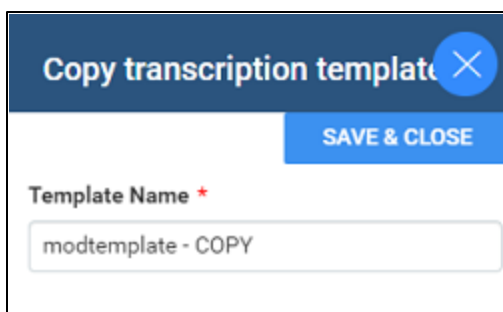 Copy transcription template
SAVE & CLOSE
Template Name *
modtemplate - COPY